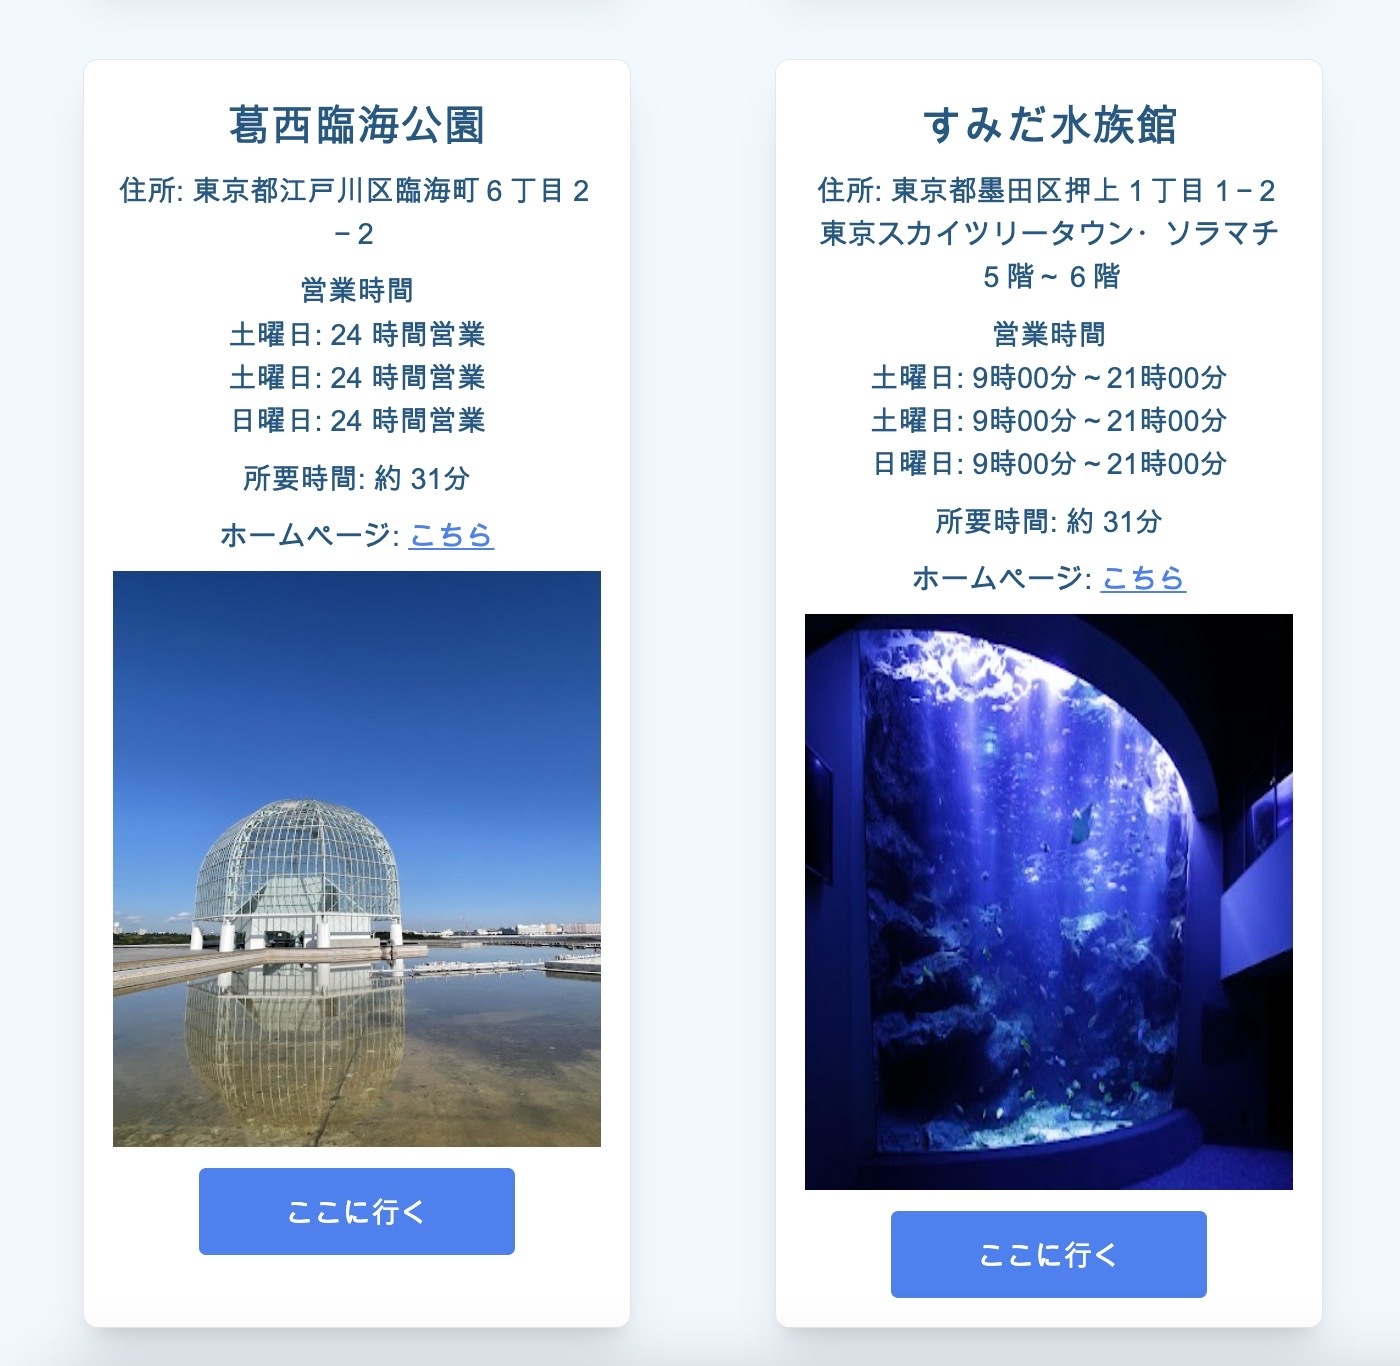 葛西臨海公園
住所: 東京都江戸川区臨海町６丁目２
−２
営業時間
土曜日: 24 時間営業
土曜日: 24 時間営業
日曜日: 24 時間営業
所要時間: 約 31分
ホームページ: こちら
ここに行く
すみだ水族館
住所: 東京都墨田区押上１丁目１−２
東京スカイツリータウン・ソラマチ
５階～６階
営業時間
土曜日: 9時00分～21時00分
土曜日: 9時00分～21時00分
日曜日: 9時00分～21時00分
所要時間: 約 31分
ホームページ: こちら
ここに行く